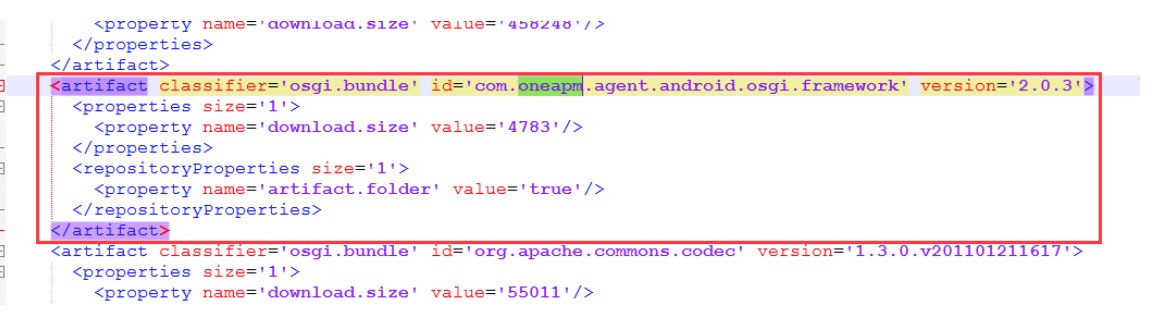 <property name='download.size' value='458248'/>
</properties>
</artifact>
<artifact classifier='osgi.bundle' id='com.oneapm.agent.android.osgi.framework' version='2.0.3'>
<properties size='1'>
<property name='download.size' value='4783'/>
</properties>
<repositoryProperties size='1'>
<property name='artifact.folder' value='true'/>
</repositoryProperties>
</artifact>
<artifact classifier='osgi.bundle' id='org.apache.commons.codec' version='1.3.0.v201101211617'>
<properties size='1'>
<property name='download.size' value='55011'/>